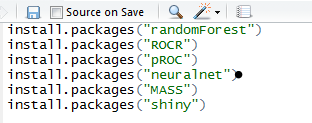 Source on Save
install.packages("randomForest")
install.packages("ROCR")
install.packages("pROC")
install.packages("neuralnet")
install.packages("MASS")
install.packages("shiny")